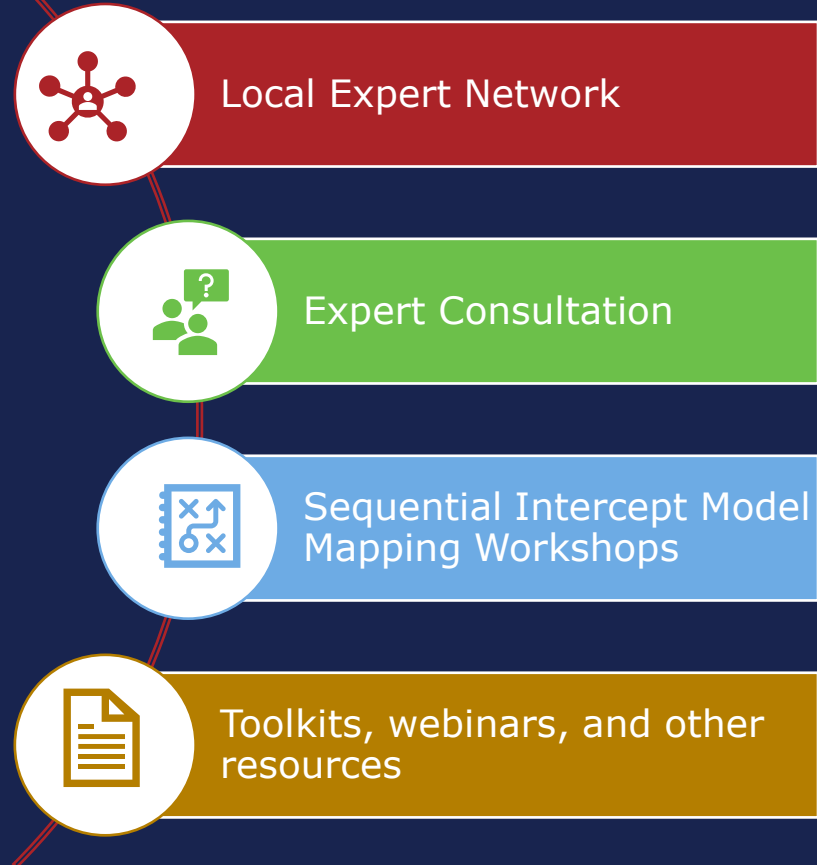 Local Expert Network
?
Expert Consultation
Sequential Intercept Model
Mapping Workshops
Toolkits, webinars, and other
resources